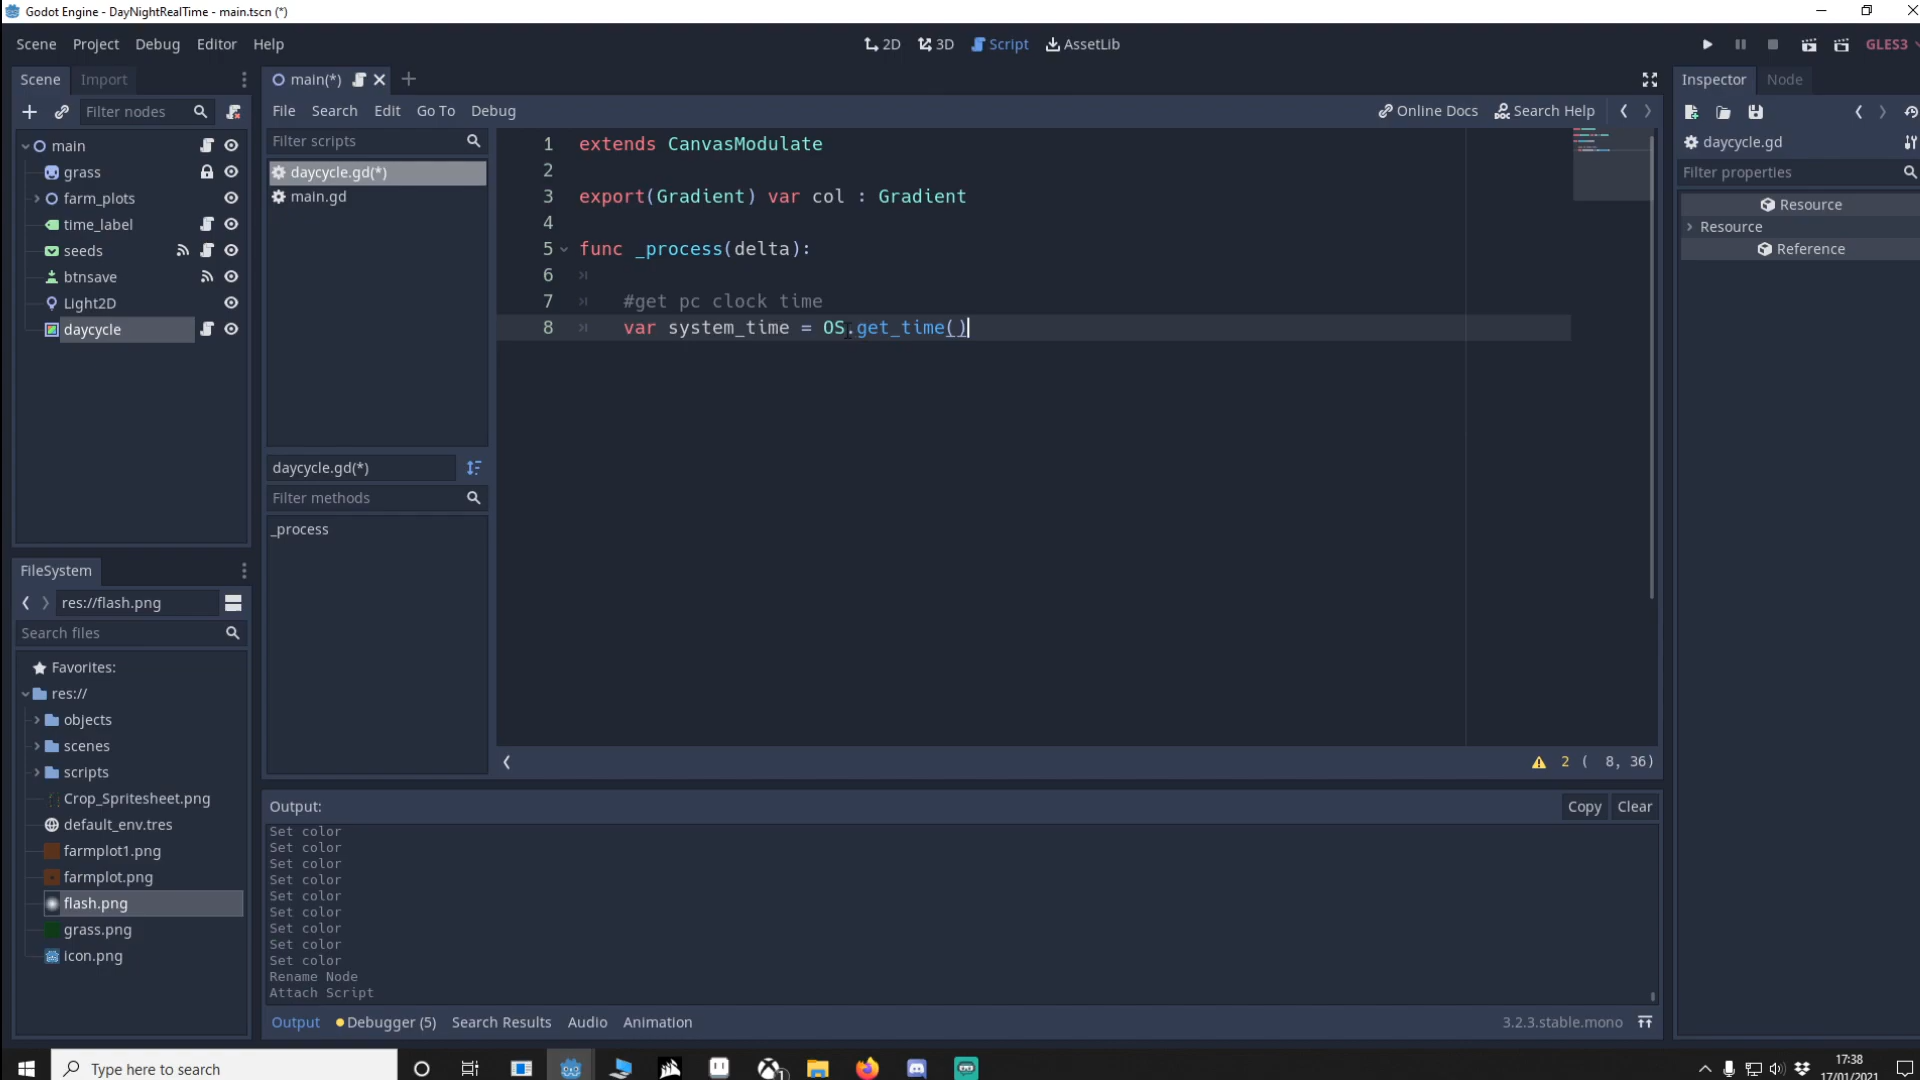 Godot Engine - DayNightRealTime - main.tscn (*)
Scene Project Debug Editor Help
2D 3D Script AssetLib
GLES3
Scene Import
Filter nodes
main
grass
farm_plots
time_label
seeds
btnsave
Light2D
daycycle
FileSystem
res://flash.png
Search files
Favorites:
res://
objects
scenes
scripts
Crop_Spritesheet.png
default_env.tres
farmplot1.png
farmplot.png
flash.png
grass.png
icon.png
main(*)
File Search Edit Go To Debug
Online Docs Search Help
Filter scripts
daycycle.gd(*)
main.gd
daycycle.gd(*)
Filter methods
_process
1 extends CanvasModulate
2
3 export(Gradient) var col : Gradient
4
5 func _process(delta):
6
7 #get pc clock time
8 var system_time = OS.get_time()
2 ( 8, 36)
Output:
Copy Clear
Set color
Set color
Set color
Set color
Set color
Set color
Set color
Set color
Set color
Rename Node
Attach Script
Output Debugger (5) Search Results Audio Animation
3.2.3.stable.mono
Inspector Node
daycycle.gd
Filter properties
Resource
Resource
Reference
Type here to search
17:38
17/01/2021